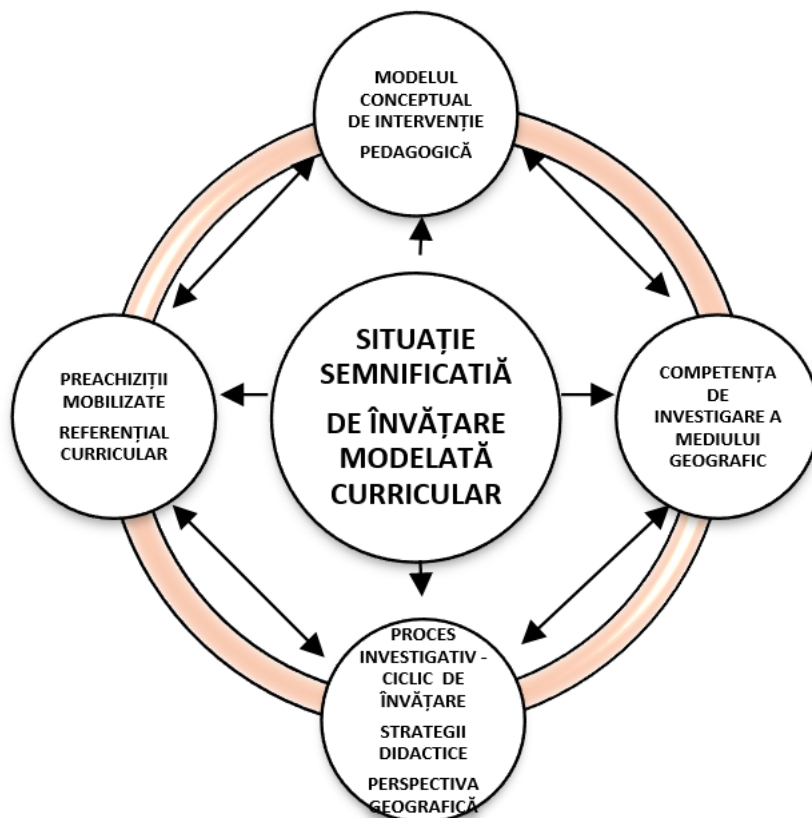 MODELUL
CONCEPTUAL
DE INTERVENȚIE
PEDAGOGICĂ
PREACHIZIȚII
MOBILIZATE
REFERENȚIAL
CURRICULAR
SITUAȚIE
SEMNIFICATIĂ
DE ÎNVĂȚARE
MODELATĂ
CURRICULAR
COMPETENȚA
DE
INVESTIGARE A
MEDIULUI
GEOGRAFIC
PROCES
INVESTIGATIV -
CICLIC DE
ÎNVĂȚARE
STRATEGII
DIDACTICE
PERSPECTIVA
GEOGRAFICĂ